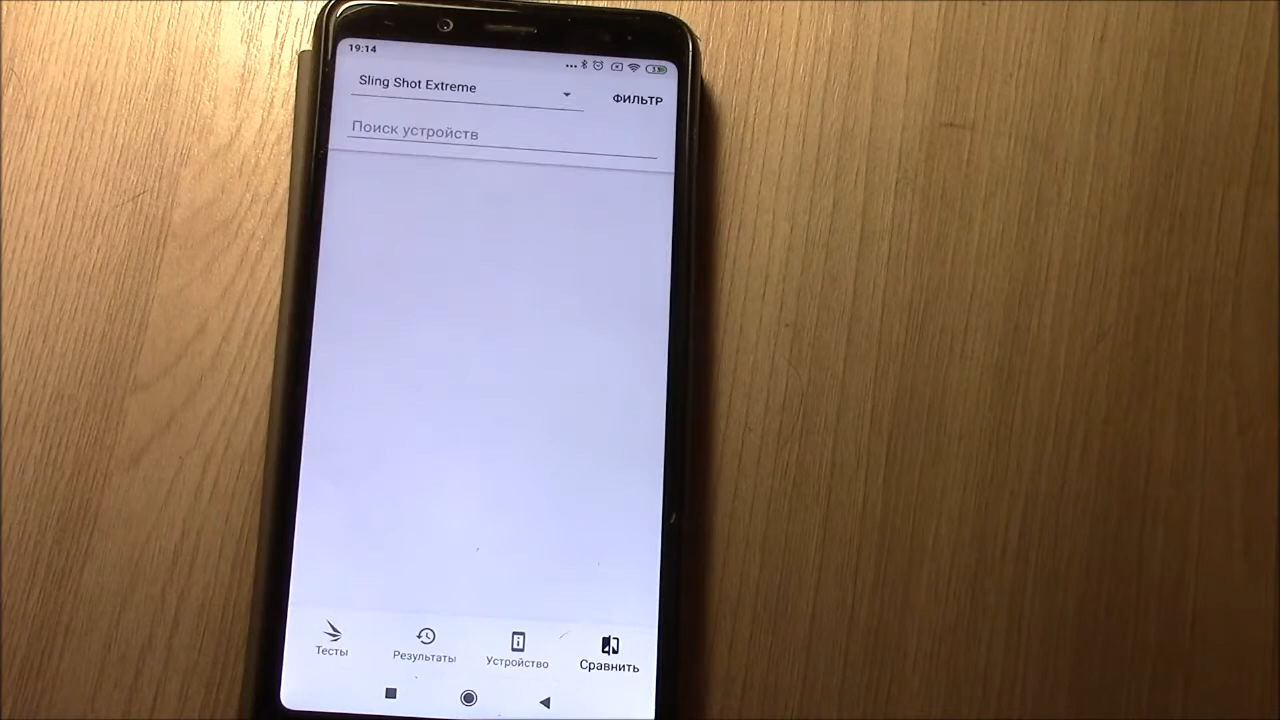 19:14
Sling Shot Extreme
ФИЛЬТР
Поиск устройств
Тесты
Результаты
Устройство
Сравнить